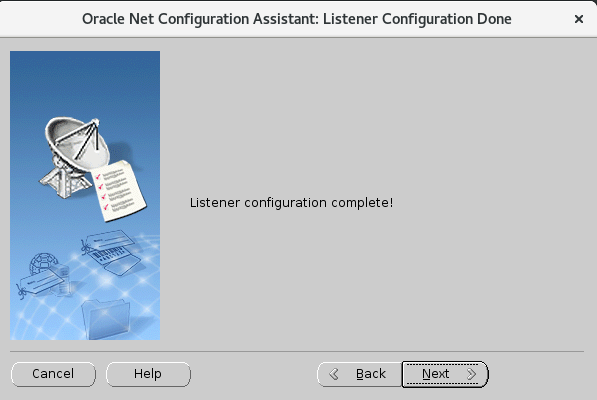 Oracle Net Configuration Assistant: Listener Configuration Done
Listener configuration complete!
Cancel
Help
Back
Next